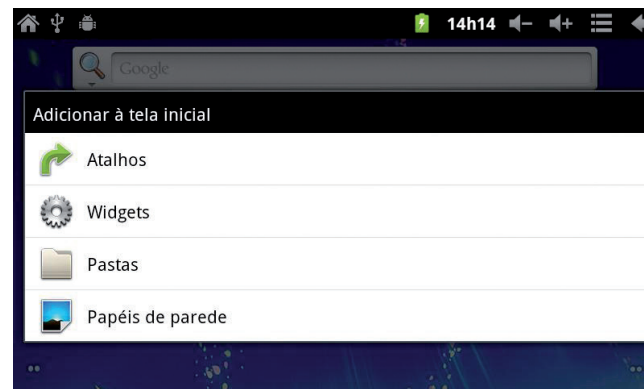 14h14
Google
Adicionar à tela inicial
Atalhos
Widgets
Pastas
Papéis de parede